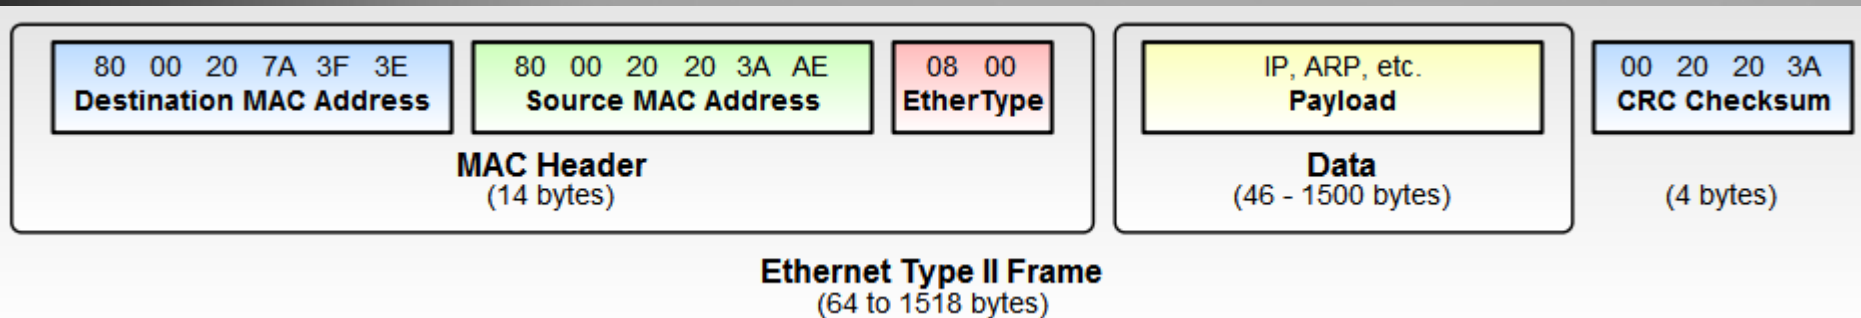 80 00 20 7A 3F 3E
Destination MAC Address
80 00 20 20 3A AE
Source MAC Address
08 00
EtherType
MAC Header
(14 bytes)
IP, ARP, etc.
Payload
Data
(46 - 1500 bytes)
00 20 20 3A
CRC Checksum
(4 bytes)
Ethernet Type II Frame
(64 to 1518 bytes)